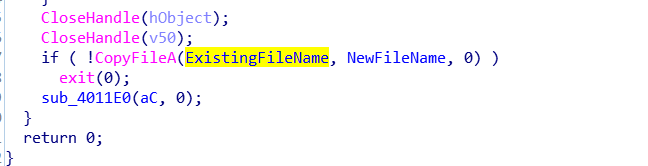 CloseHandle(hObject);
CloseHandle(v50);
if ( !CopyFileA(ExistingFileName, NewFileName, 0) )
exit(0);
sub_4011E0(aC, 0);
}
return 0;
}